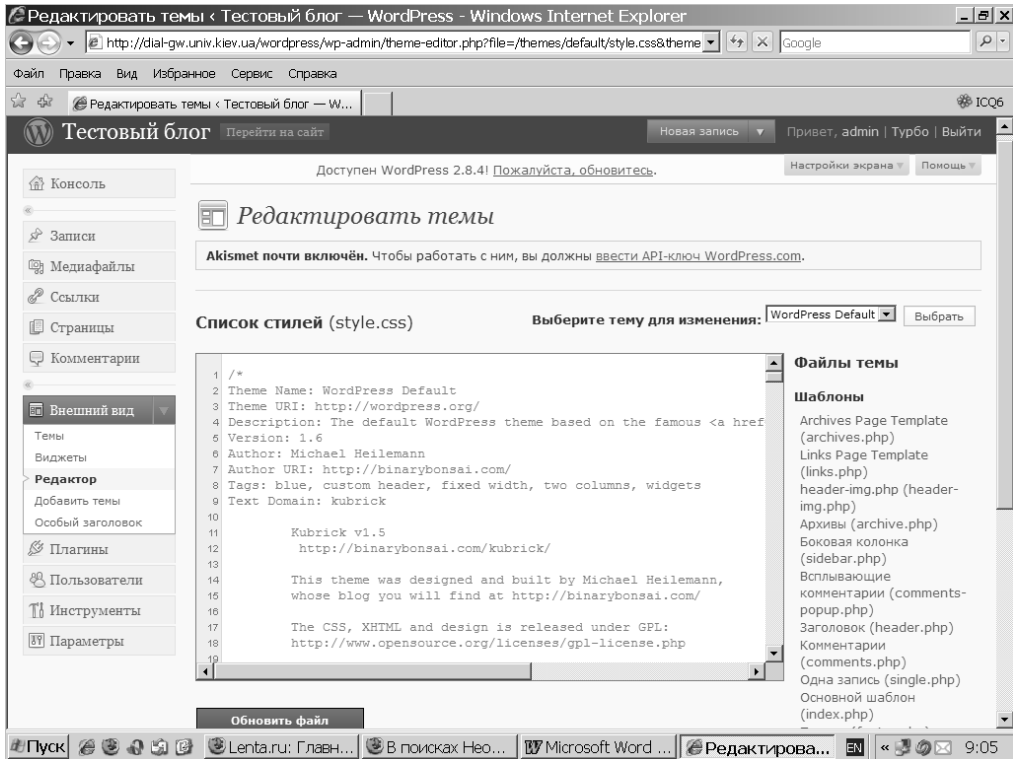 Редактировать темы ‹ Тестовый блог — WordPress - Windows Internet Explorer
http://dial-gw.univ.kiev.ua/wordpress/wp-admin/theme-editor.php?file=/themes/default/style.css&theme
Google
Файл Правка Вид Избранное Сервис Справка
Редактировать темы ‹ Тестовый блог — W...
ICQ6
Тестовый блог Перейти на сайт
Новая запись
Привет, admin | Турбо | Выйти
Доступен WordPress 2.8.4! Пожалуйста, обновитесь.
Настройки экрана
Помощь
Консоль
Записи
Медиафайлы
Ссылки
Страницы
Комментарии
Внешний вид
Темы
Виджеты
Редактор
Добавить темы
Особый заголовок
Плагины
Пользователи
Инструменты
Параметры
Редактировать темы
Akismet почти включён. Чтобы работать с ним, вы должны ввести API-ключ WordPress.com.
Список стилей (style.css)
Выберите тему для изменения: WordPress Default Выбрать
1 /*
2 Theme Name: WordPress Default
3 Theme URI: http://wordpress.org/
4 Description: The default WordPress theme based on the famous <a href
5 Version: 1.6
6 Author: Michael Heilemann
7 Author URI: http://binarybonsai.com/
8 Tags: blue, custom header, fixed width, two columns, widgets
9 Text Domain: kubrick
10
11 Kubrick v1.5
12 http://binarybonsai.com/kubrick/
13
14 This theme was designed and built by Michael Heilemann,
15 whose blog you will find at http://binarybonsai.com/
16
17 The CSS, XHTML and design is released under GPL:
18 http://www.opensource.org/licenses/gpl-license.php
19
Обновить файл
Файлы темы
Шаблоны
Archives Page Template
(archives.php)
Links Page Template
(links.php)
header-img.php (header-
img.php)
Архивы (archive.php)
Боковая колонка
(sidebar.php)
Всплывающие
комментарии (comments-
popup.php)
Заголовок (header.php)
Комментарии
(comments.php)
Одна запись (single.php)
Основной шаблон
(index.php)
Пуск
Lenta.ru: Главн...
В поисках Нео...
Microsoft Word ...
Редактирова...
EN
9:05